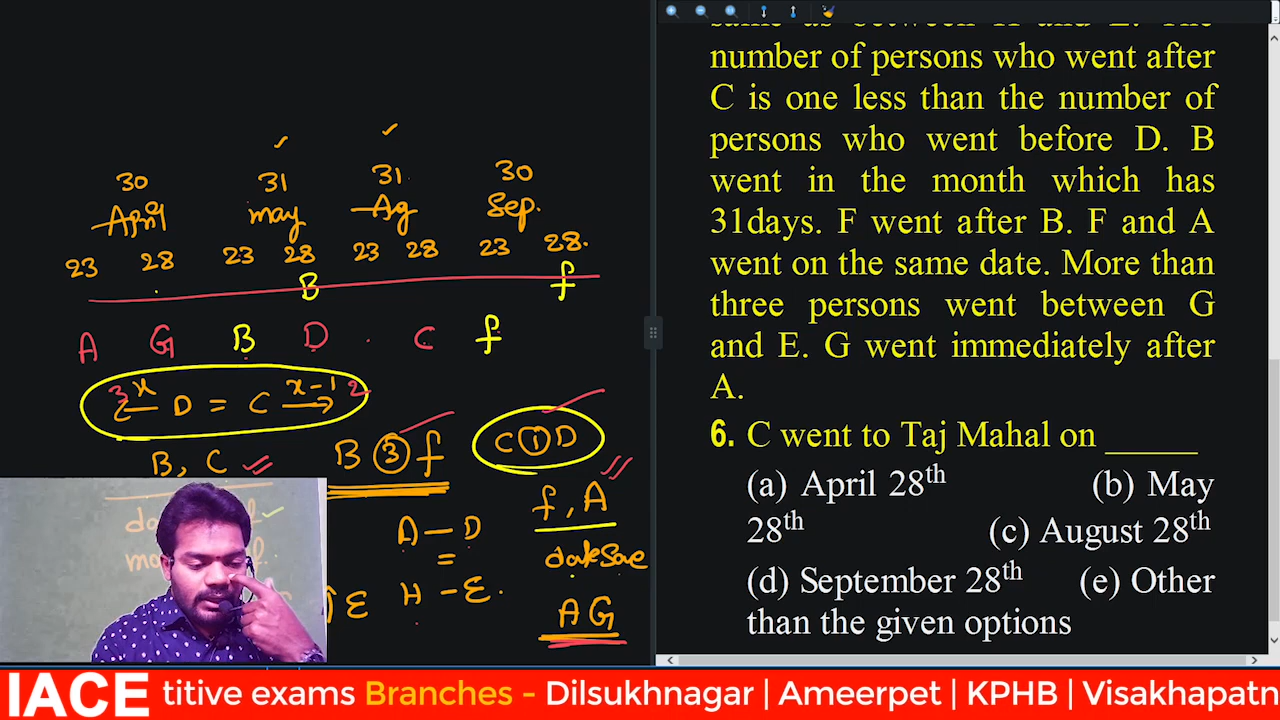 same as between H and E. The
number of persons who went after
C is one less than the number of
persons who went before D. B
went in the month which has
31days. F went after B. F and A
went on the same date. More than
three persons went between G
and E. G went immediately after
A.
6. C went to Taj Mahal on ______
(a) April 28th (b) May
28th (c) August 28th
(d) September 28th (e) Other
than the given options
30 31 31 30
April may Ag Sep.
23 28 23 28 23 28 23 28.
B f
A G B D . C f
3 x D = C x-1 2
B, C B 3 f C 1 D
f, A
A — D
= date same
H - E.
E
A G
IACE titive exams Branches - Dilsukhnagar | Ameerpet | KPHB | Visakhapatn